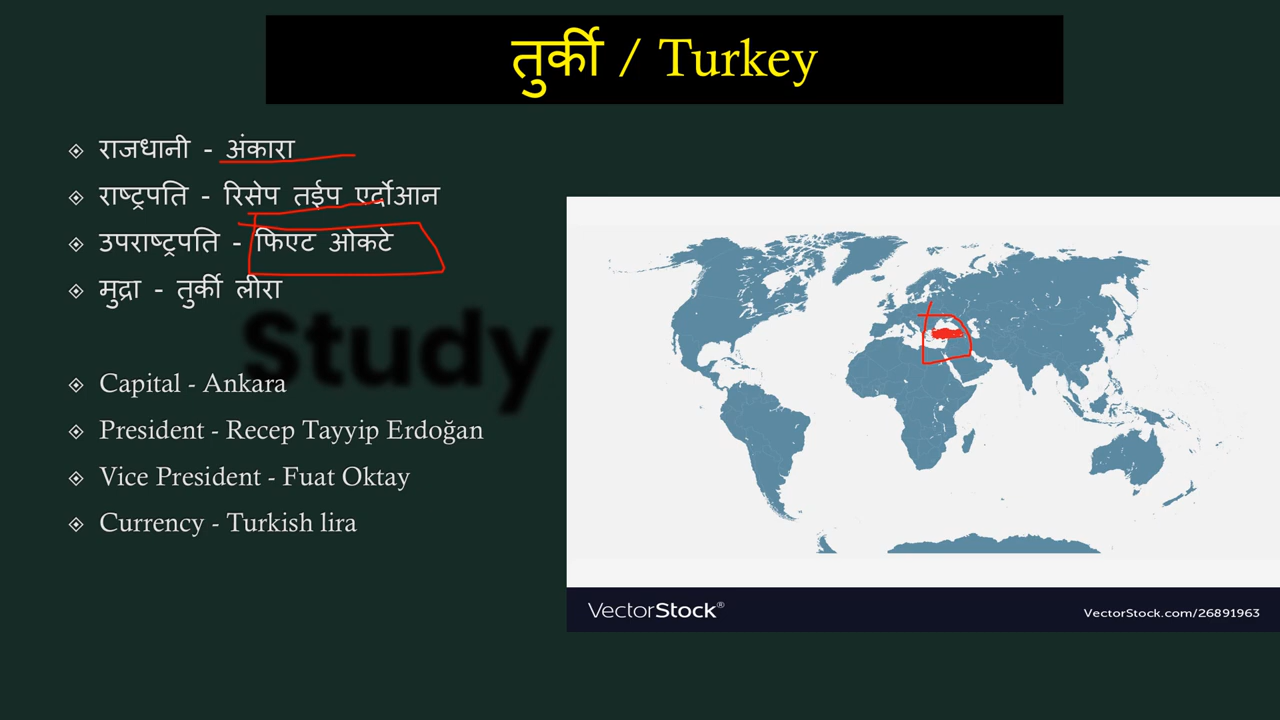 तुर्की / Turkey
राजधानी - अंकारा
राष्ट्रपति - रिसेप तईप एर्दोआन
उपराष्ट्रपति - फिएट ओकटे
मुद्रा - तुर्की लीरा
Study
Capital - Ankara
President - Recep Tayyip Erdoğan
Vice President - Fuat Oktay
Currency - Turkish lira
VectorStock®
VectorStock.com/26891963